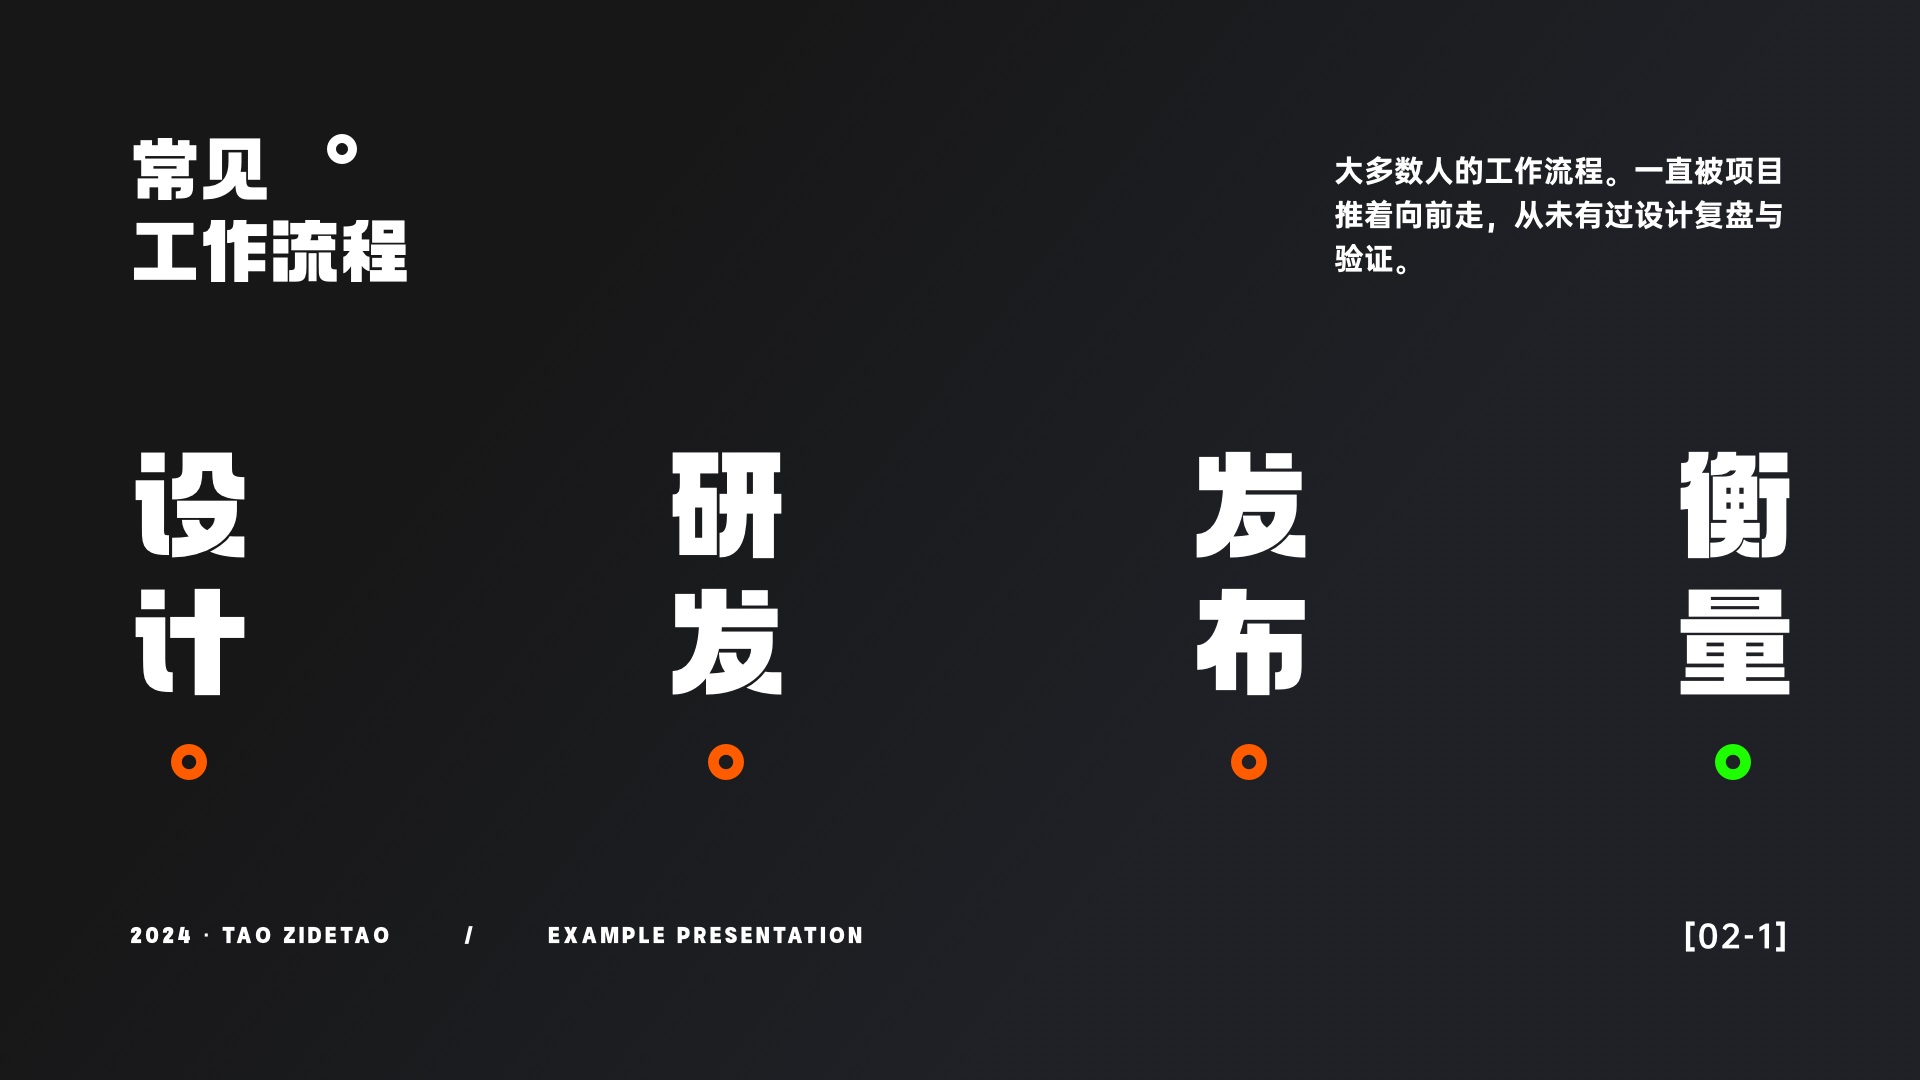 常见
工作流程
大多数人的工作流程。一直被项目
推着向前走，从未有过设计复盘与
验证。
设计
研发
发布
衡量
2024 · TAO ZIDETAO / EXAMPLE PRESENTATION
[02-1]